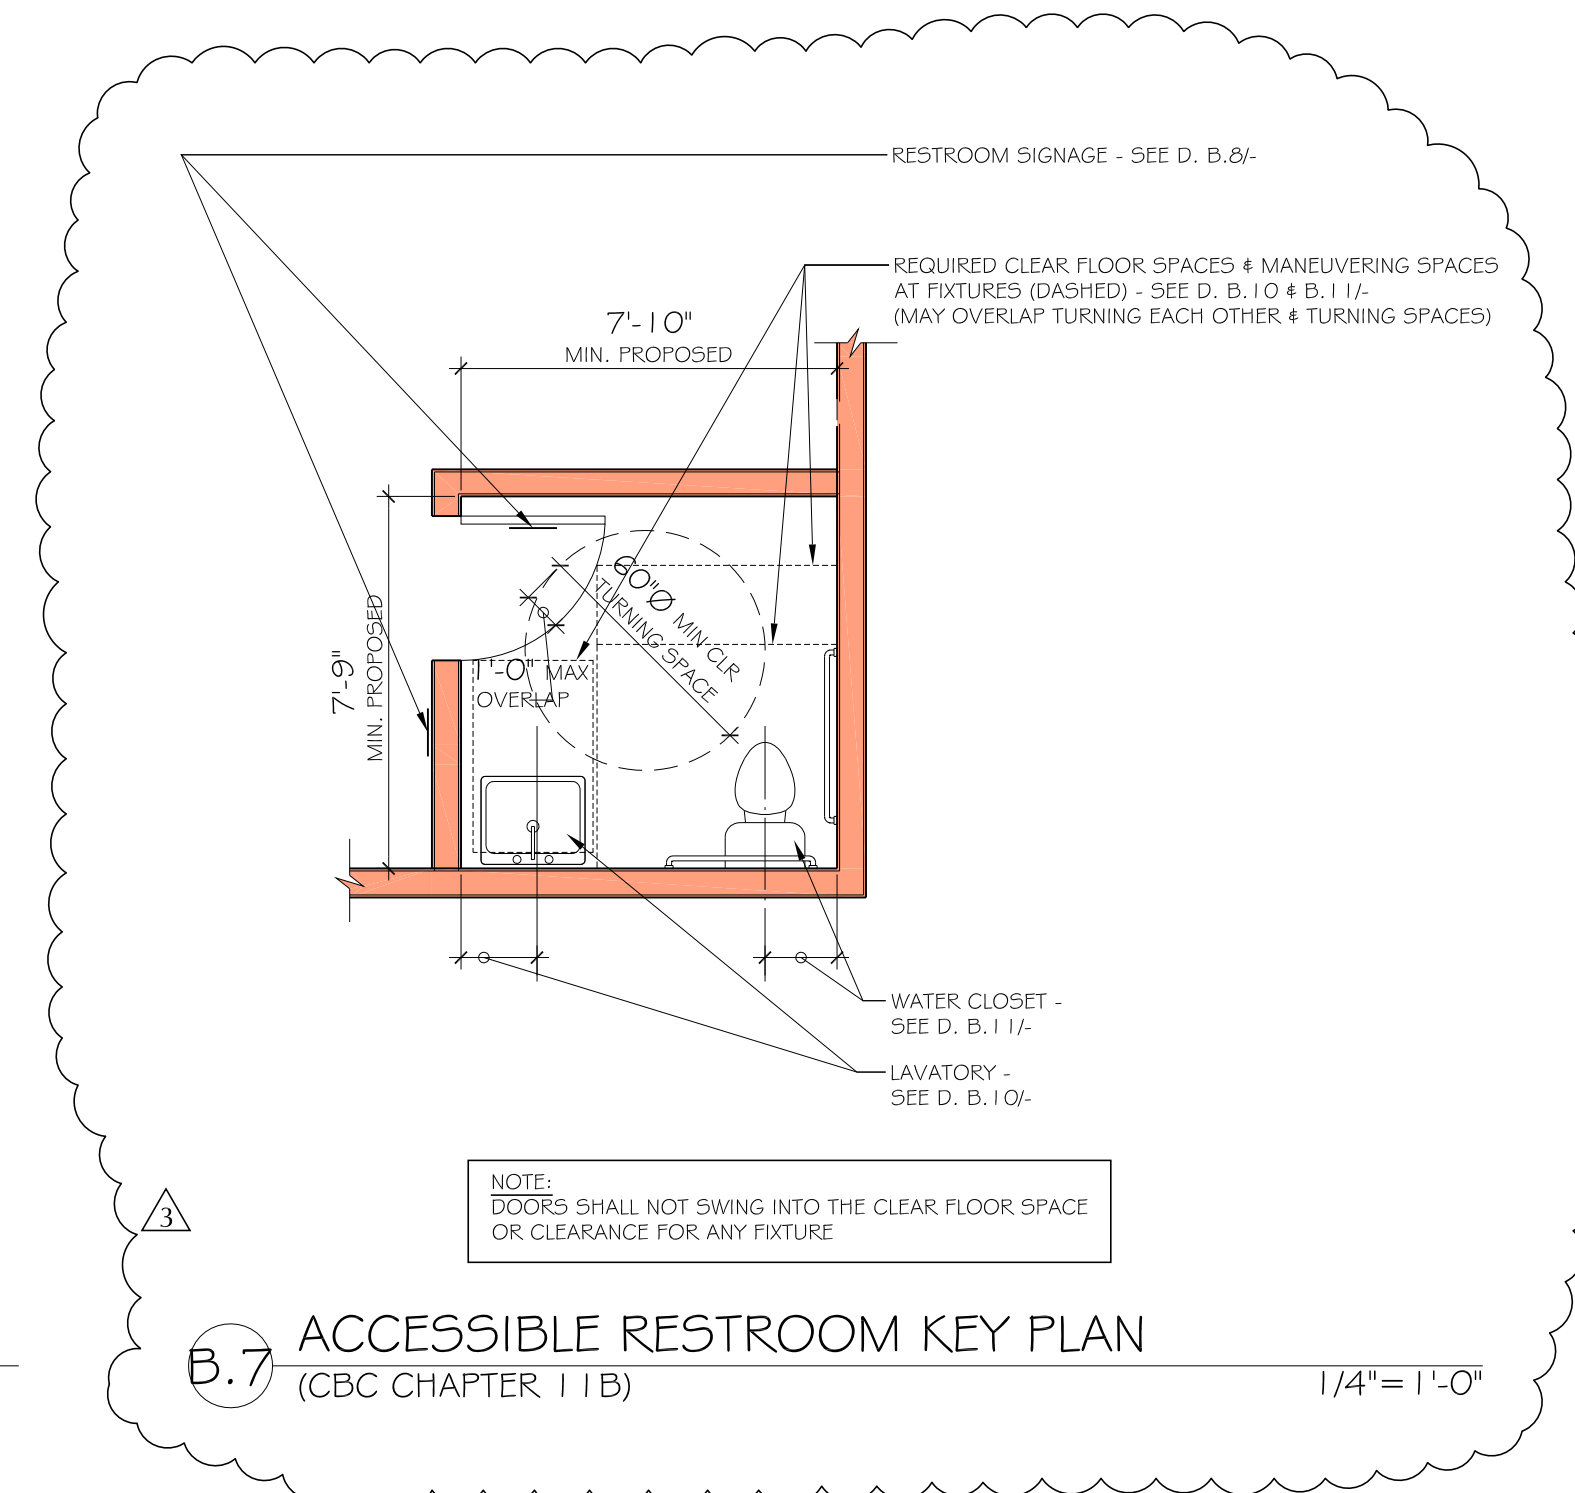 RESTROOM SIGNAGE - SEE D. B.8/-
REQUIRED CLEAR FLOOR SPACES & MANEUVERING SPACES
AT FIXTURES (DASHED) - SEE D. B.10 & B.11/-
(MAY OVERLAP TURNING EACH OTHER & TURNING SPACES)
7'-10"
MIN. PROPOSED
7'-9"
MIN. PROPOSED
60"Ø MIN CLR
TURNING SPACE
1'-0" MAX
OVERLAP
WATER CLOSET -
SEE D. B.11/-
LAVATORY -
SEE D. B.10/-
NOTE:
DOORS SHALL NOT SWING INTO THE CLEAR FLOOR SPACE
OR CLEARANCE FOR ANY FIXTURE
3
B.7
ACCESSIBLE RESTROOM KEY PLAN
(CBC CHAPTER 11B)
1/4"=1'-0"